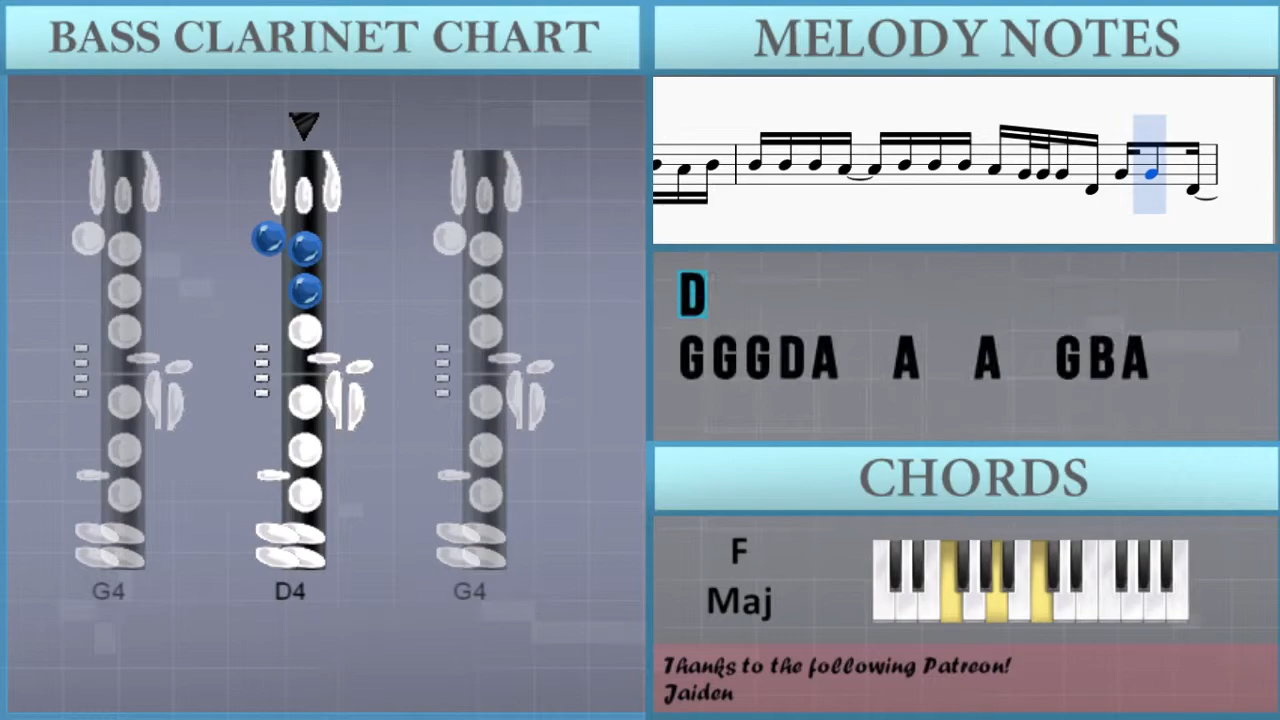 BASS CLARINET CHART
G4 D4 G4
MELODY NOTES
D
GGGDA A A GBA
CHORDS
F
Maj
Thanks to the following Patreon!
Jaiden